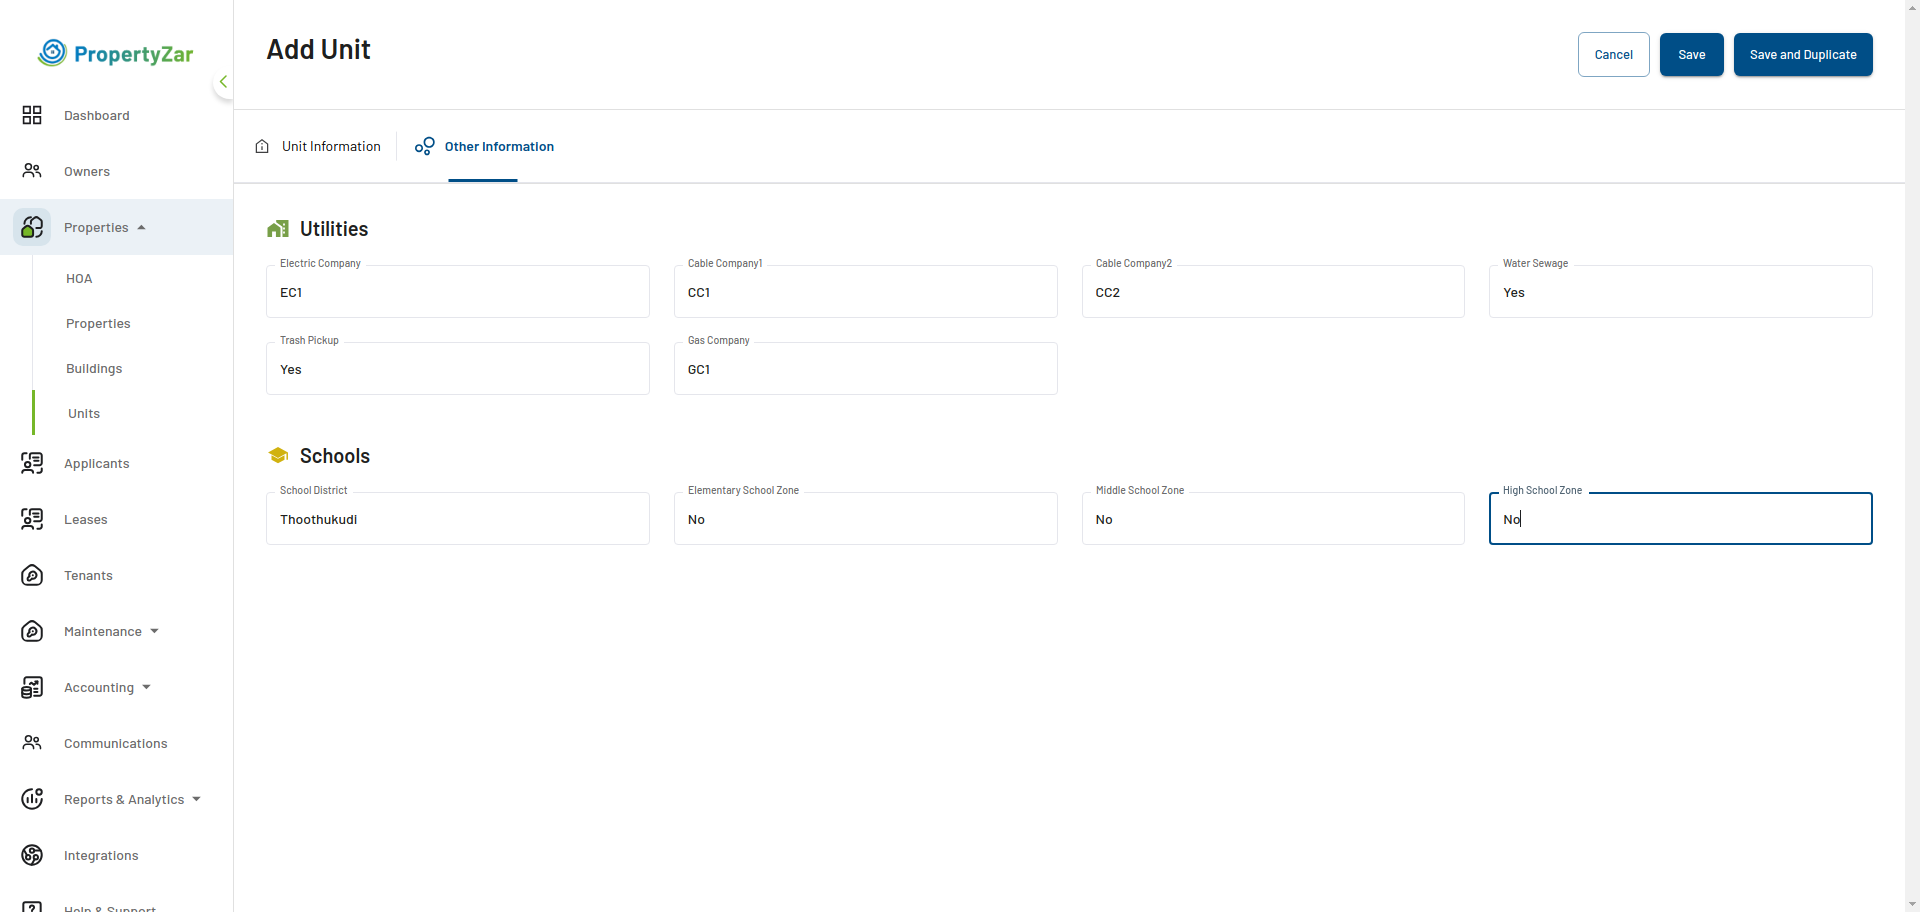 PropertyZar
Add Unit
Cancel
Save
Save and Duplicate
Dashboard
Owners
Properties
HOA
Properties
Buildings
Units
Applicants
Leases
Tenants
Maintenance
Accounting
Communications
Reports & Analytics
Integrations
Help & Support
Unit Information
Other Information
Utilities
Electric Company
EC1
Cable Company1
CC1
Cable Company2
CC2
Water Sewage
Yes
Trash Pickup
Yes
Gas Company
GC1
Schools
School District
Thoothukudi
Elementary School Zone
No
Middle School Zone
No
High School Zone
No